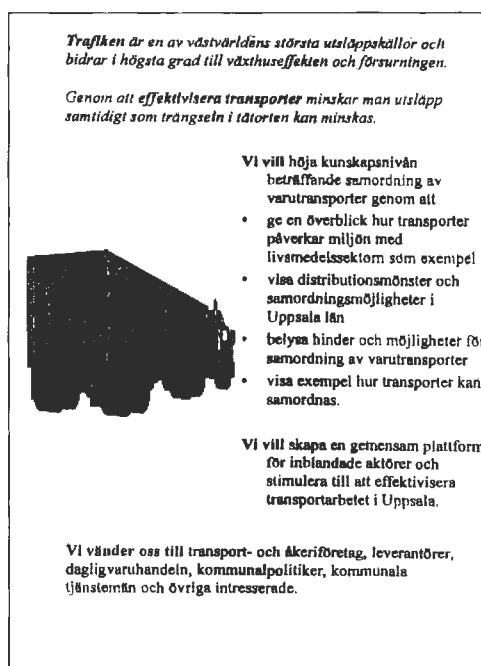 Trafiken är en av västvärldens största utsläppskällor och
bidrar i högsta grad till växthuseffekten och försurningen.
Genom att effektivisera transporter minskar man utsläpp
samtidigt som trängseln i tätorten kan minskas.
Vi vill höja kunskapsnivån
beträffande samordning av
varutransporter genom att
• ge en överblick hur transporter
påverkar miljön med
livsmedelssektorn som exempel
• visa distributionsmönster och
samordningsmöjligheter i
Uppsala län
• belysa hinder och möjligheter för
samordning av varutransporter
• visa exempel hur transporter kan
samordnas.
Vi vill skapa en gemensam plattform
för inblandade aktörer och
stimulera till att effektivisera
transportarbetet i Uppsala.
Vi vänder oss till transport- och åkeriföretag, leverantörer,
dagligvaruhandeln, kommunalpolitiker, kommunala
tjänstemän och övriga intresserade.